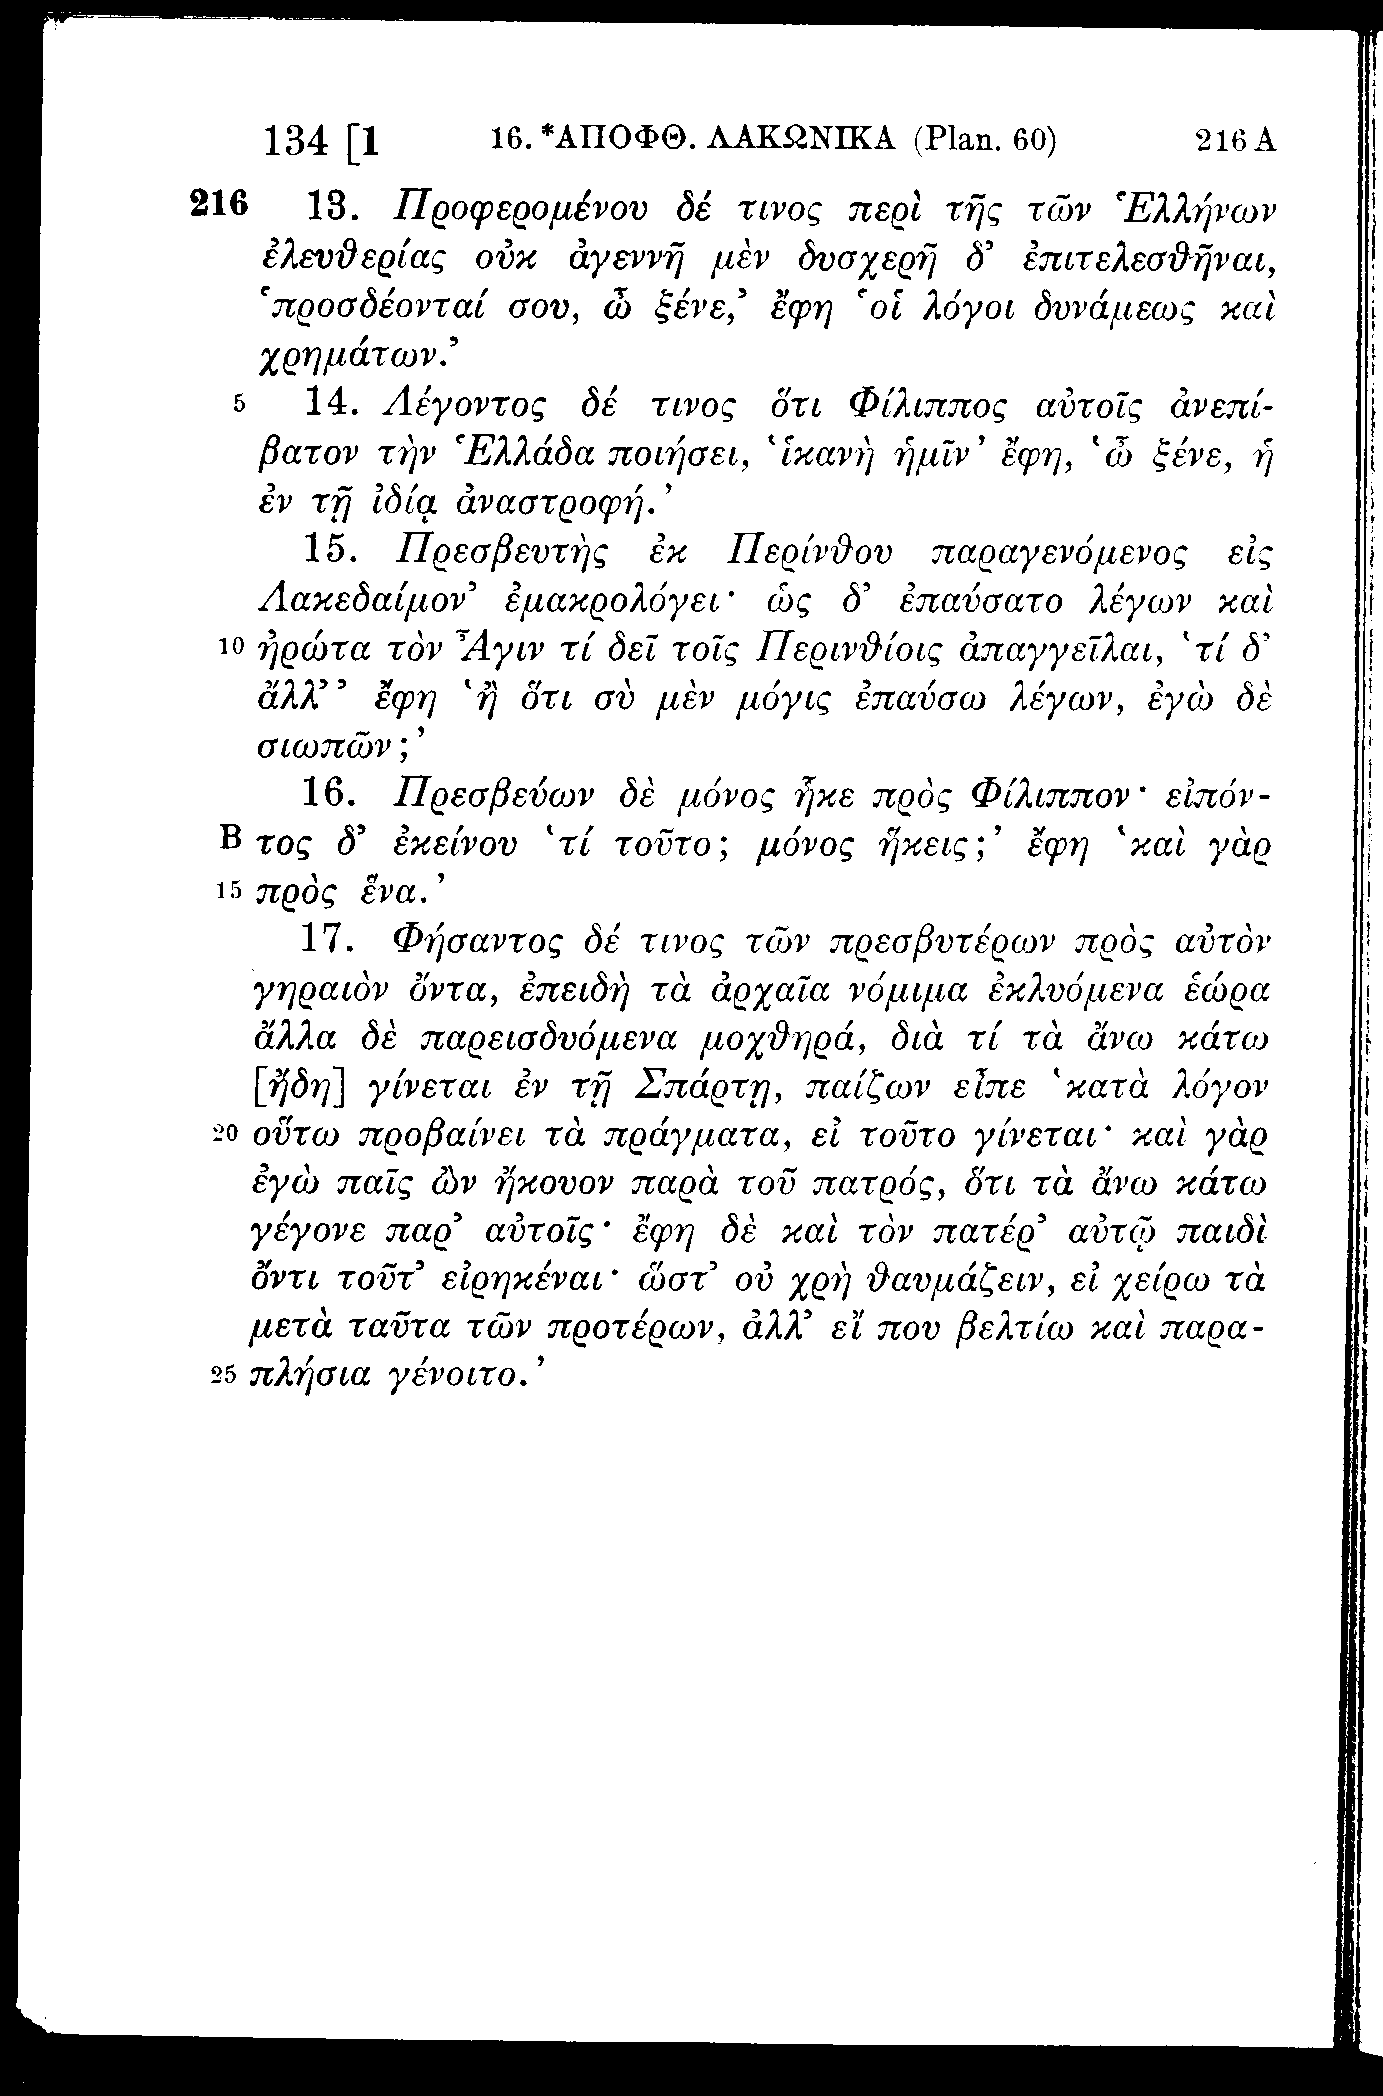 134 [1 16. *ΑΠΟΦΘ. ΛΑΚΩΝΙΚΑ (Plan. 60) 216 A
216 13. Προφερομένου δέ τινος περὶ τῆς τῶν Ἑλλήνων
ἐλευθερίας οὐκ ἀγεννῆ μὲν δυσχερῆ δ’ ἐπιτελεσθῆναι,
‘προσδέονταί σου, ὦ ξένε,’ ἔφη ‘οἱ λόγοι δυνάμεως καὶ
χρημάτων.’
5 14. Λέγοντος δέ τινος ὅτι Φίλιππος αὐτοῖς ἀνεπί-
βατον τὴν Ἑλλάδα ποιήσει, ‘ἱκανὴ ἡμῖν’ ἔφη, ‘ὦ ξένε, ἡ
ἐν τῇ ἰδίᾳ ἀναστροφή.’
15. Πρεσβευτὴς ἐκ Περίνθου παραγενόμενος εἰς
Λακεδαίμον’ ἐμακρολόγει· ὡς δ’ ἐπαύσατο λέγων καὶ
10 ἠρώτα τὸν Ἆγιν τί δεῖ τοῖς Περινθίοις ἀπαγγεῖλαι, ‘τί δ’
ἄλλ’’ ἔφη ‘ἢ ὅτι σὺ μὲν μόγις ἐπαύσω λέγων, ἐγὼ δὲ
σιωπῶν;’
16. Πρεσβεύων δὲ μόνος ἧκε πρὸς Φίλιππον· εἰπόν-
B τος δ’ ἐκείνου ‘τί τοῦτο; μόνος ἥκεις;’ ἔφη ‘καὶ γὰρ
15 πρὸς ἕνα.’
17. Φήσαντος δέ τινος τῶν πρεσβυτέρων πρὸς αὐτὸν
γηραιὸν ὄντα, ἐπειδὴ τὰ ἀρχαῖα νόμιμα ἐκλυόμενα ἑώρα
ἄλλα δὲ παρεισδυόμενα μοχθηρά, διὰ τί τὰ ἄνω κάτω
[ἤδη] γίνεται ἐν τῇ Σπάρτῃ, παίζων εἶπε ‘κατὰ λόγον
20 οὕτω προβαίνει τὰ πράγματα, εἰ τοῦτο γίνεται· καὶ γὰρ
ἐγὼ παῖς ὢν ἤκουον παρὰ τοῦ πατρός, ὅτι τὰ ἄνω κάτω
γέγονε παρ’ αὐτοῖς· ἔφη δὲ καὶ τὸν πατέρ’ αὐτῷ παιδὶ
ὄντι τοῦτ’ εἰρηκέναι· ὥστ’ οὐ χρὴ θαυμάζειν, εἰ χείρω τὰ
μετὰ ταῦτα τῶν προτέρων, ἀλλ’ εἴ που βελτίω καὶ παρα-
25 πλήσια γένοιτο.’